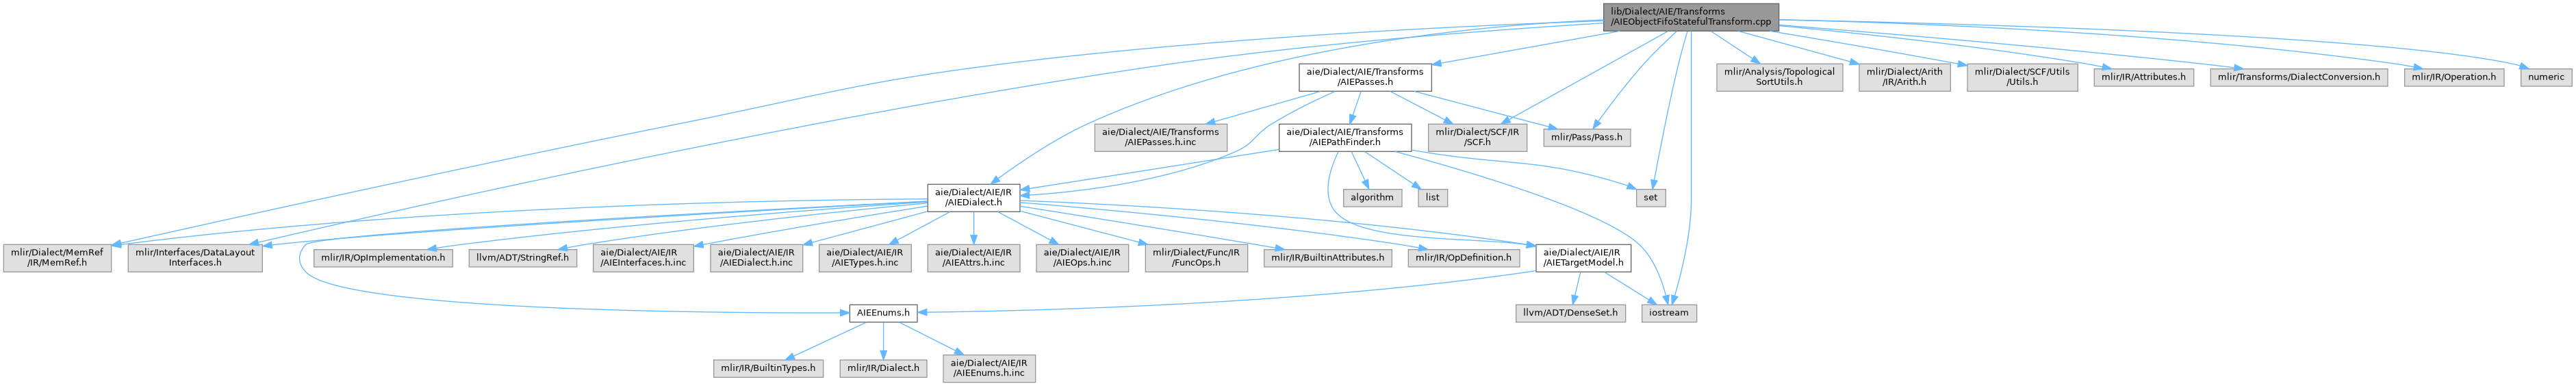 lib/Dialect/AIE/Transforms
/AIEObjectFifoStatefulTransform.cpp
aie/Dialect/AIE/Transforms
/AIEPasses.h
mlir/Analysis/Topological
SortUtils.h
mlir/Dialect/Arith
/IR/Arith.h
mlir/Dialect/SCF/Utils
/Utils.h
mlir/IR/Attributes.h
mlir/Transforms/DialectConversion.h
mlir/IR/Operation.h
numeric
aie/Dialect/AIE/Transforms
/AIEPasses.h.inc
aie/Dialect/AIE/Transforms
/AIEPathFinder.h
mlir/Dialect/SCF/IR
/SCF.h
mlir/Pass/Pass.h
aie/Dialect/AIE/IR
/AIEDialect.h
algorithm
list
set
mlir/Dialect/MemRef
/IR/MemRef.h
mlir/Interfaces/DataLayout
Interfaces.h
mlir/IR/OpImplementation.h
llvm/ADT/StringRef.h
aie/Dialect/AIE/IR
/AIEInterfaces.h.inc
aie/Dialect/AIE/IR
/AIEDialect.h.inc
aie/Dialect/AIE/IR
/AIETypes.h.inc
aie/Dialect/AIE/IR
/AIEAttrs.h.inc
aie/Dialect/AIE/IR
/AIEOps.h.inc
mlir/Dialect/Func/IR
/FuncOps.h
mlir/IR/BuiltinAttributes.h
mlir/IR/OpDefinition.h
aie/Dialect/AIE/IR
/AIETargetModel.h
AIEEnums.h
llvm/ADT/DenseSet.h
iostream
mlir/IR/BuiltinTypes.h
mlir/IR/Dialect.h
aie/Dialect/AIE/IR
/AIEEnums.h.inc